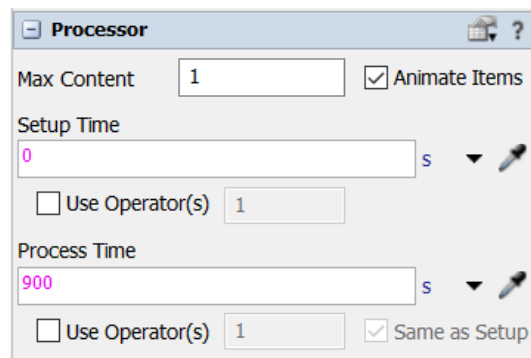 Processor ?
Max Content 1 Animate Items
Setup Time
0 s
Use Operator(s) 1
Process Time
900 s
Use Operator(s) 1 Same as Setup